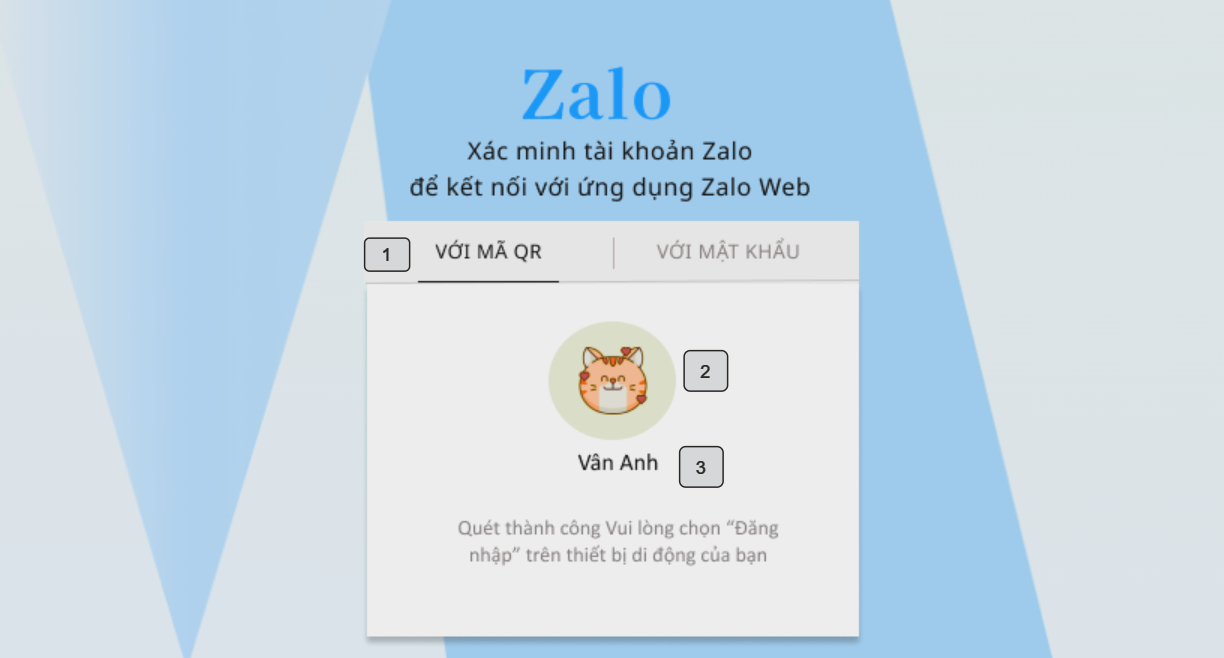 Zalo
Xác minh tài khoản Zalo
để kết nối với ứng dụng Zalo Web
1 VỚI MÃ QR VỚI MẬT KHẨU
2
Vân Anh 3
Quét thành công Vui lòng chọn “Đăng
nhập” trên thiết bị di động của bạn